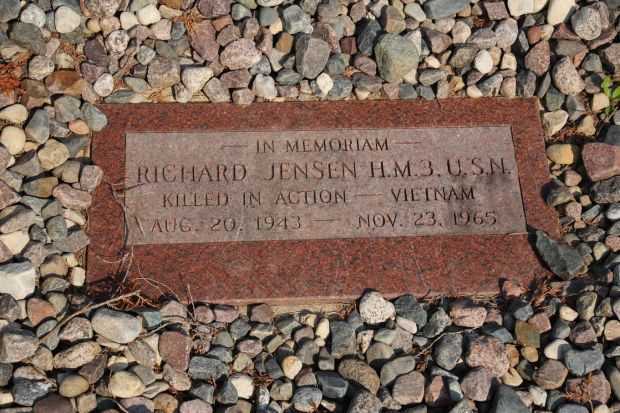 — IN MEMORIAM —
RICHARD JENSEN H.M.3. U.S.N.
KILLED IN ACTION — VIETNAM
AUG. 20, 1943 — NOV. 23, 1965